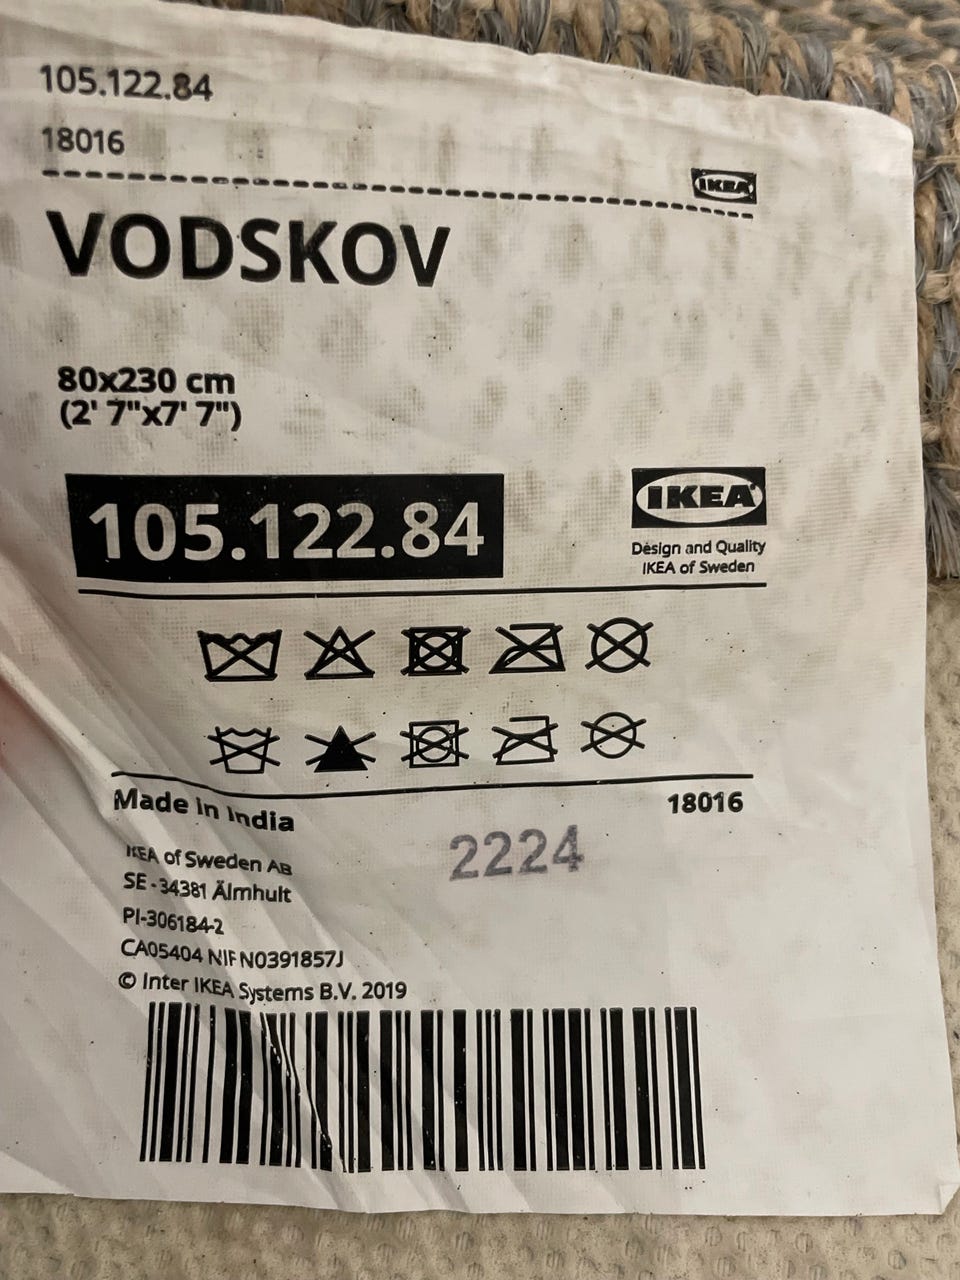 105.122.84
18016
IKEA
VODSKOV
80x230 cm
(2' 7"x7' 7")
105.122.84
IKEA
Design and Quality
IKEA of Sweden
Made in India
18016
2224
IKEA of Sweden AB
SE - 34381 Älmhult
PI-306184-2
CA05404 NIF N0391857J
© Inter IKEA Systems B.V. 2019